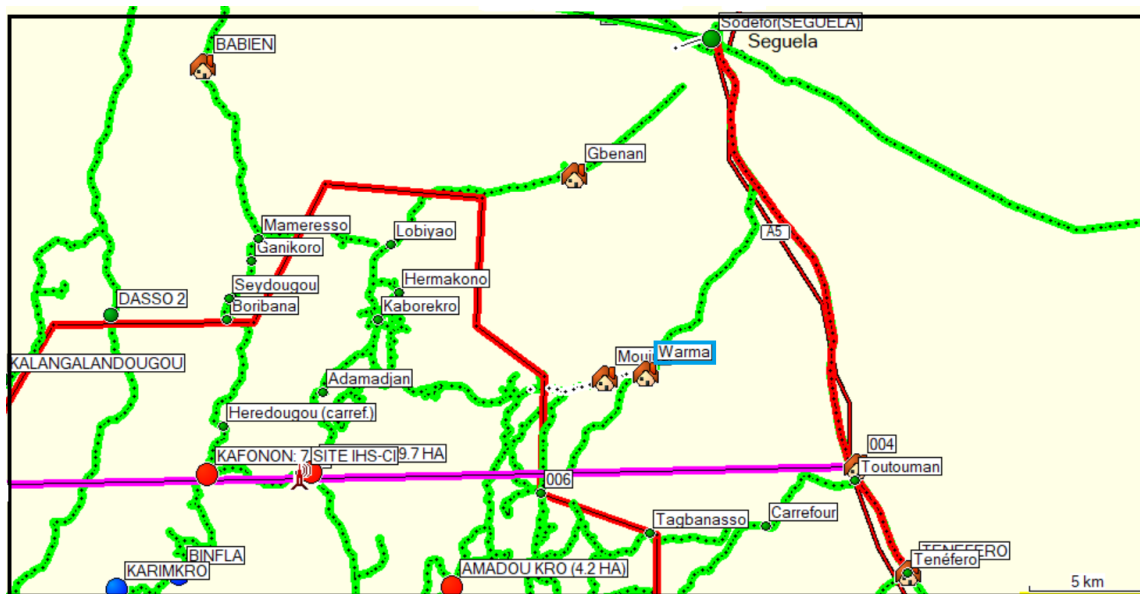 Sodefor(SEGUELA)
Seguela
BABIEN
Gbenan
Mameresso
Ganikoro
Lobiyao
A5
Hermakono
Seydougou
DASSO 2
Boribana
Kaborekro
KALANGALANDOUGOU
Warma
Adamadjan
Heredougou (carref.)
KAFONON: 7
SITE IHS-CI
9.7 HA
004
Toutouman
006
Tagbanasso
Carrefour
BINFLA
KARIMKRO
AMADOU KRO (4.2 HA)
TENEFERO
Tenéfero
5 km